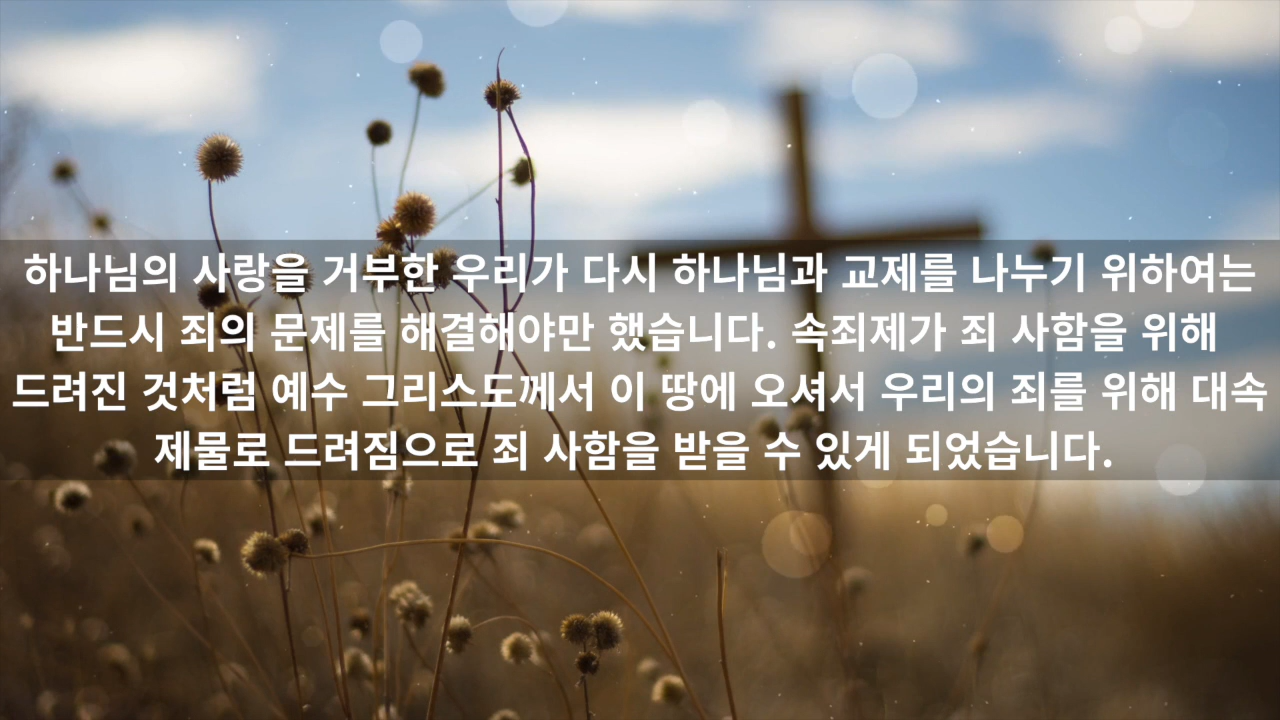 하나님의 사랑을 거부한 우리가 다시 하나님과 교제를 나누기 위하여는
반드시 죄의 문제를 해결해야만 했습니다. 속죄제가 죄 사함을 위해
드려진 것처럼 예수 그리스도께서 이 땅에 오셔서 우리의 죄를 위해 대속
제물로 드려짐으로 죄 사함을 받을 수 있게 되었습니다.